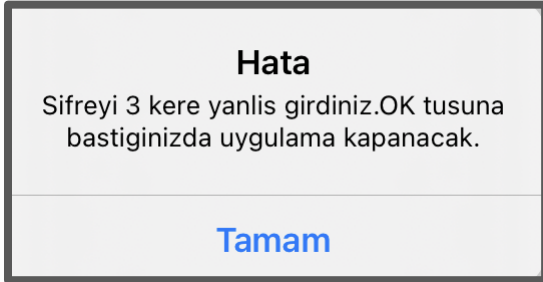 Hata
Sifreyi 3 kere yanlis girdiniz.OK tusuna
bastiginizda uygulama kapanacak.
Tamam